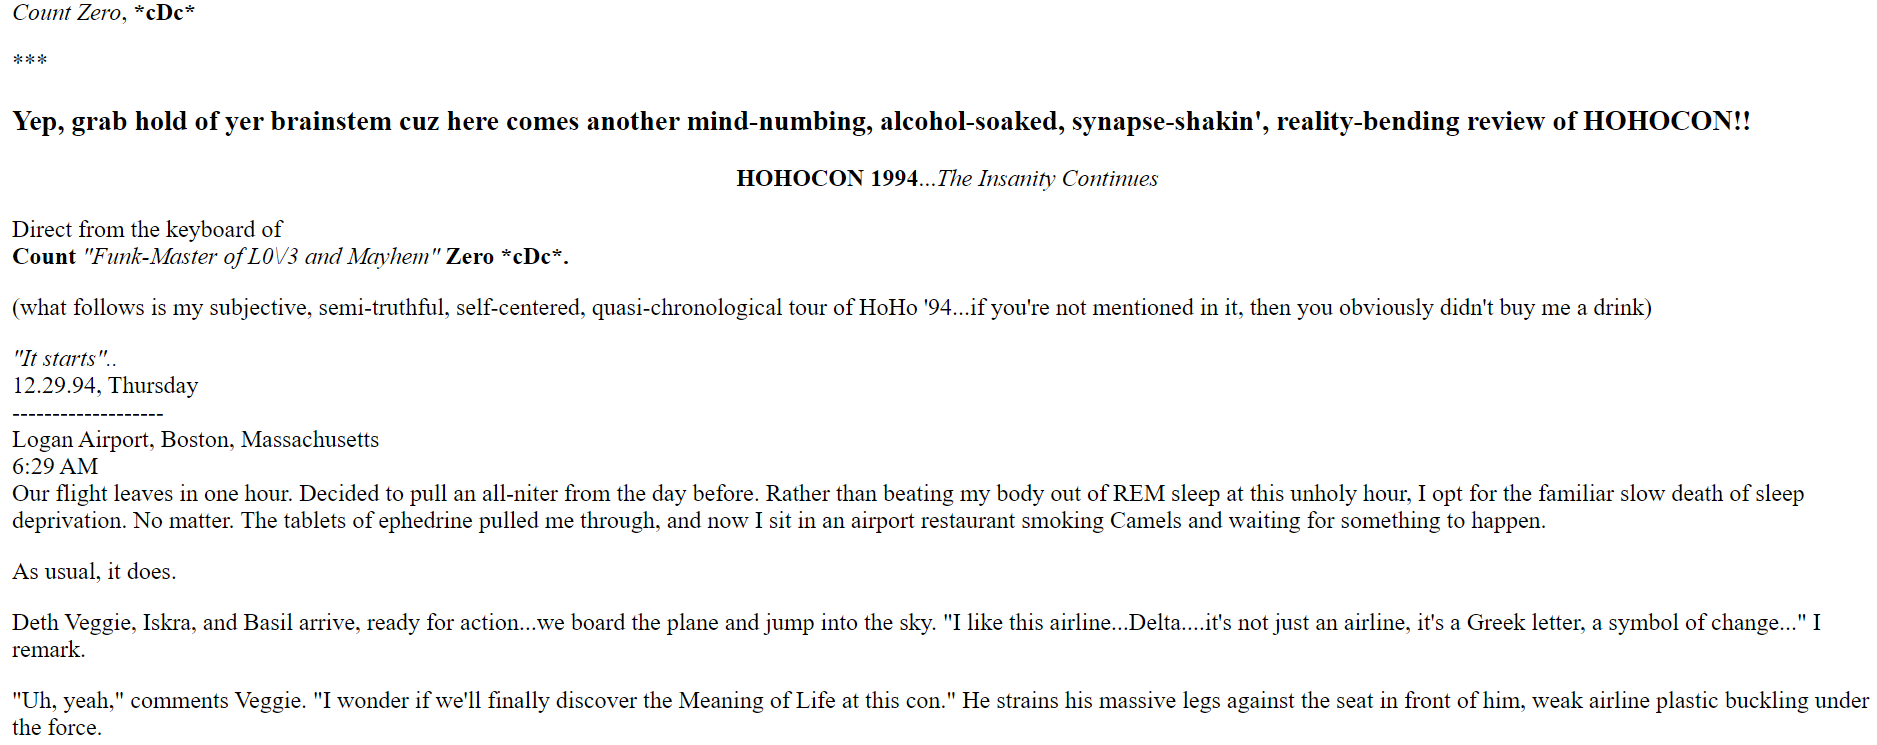 Count Zero, *cDc*
***
Yep, grab hold of yer brainstem cuz here comes another mind-numbing, alcohol-soaked, synapse-shakin', reality-bending review of HOHOCON!!
HOHOCON 1994...The Insanity Continues
Direct from the keyboard of
Count "Funk-Master of L0\/3 and Mayhem" Zero *cDc*.
(what follows is my subjective, semi-truthful, self-centered, quasi-chronological tour of HoHo '94...if you're not mentioned in it, then you obviously didn't buy me a drink)
"It starts"..
12.29.94, Thursday
-------------------
Logan Airport, Boston, Massachusetts
6:29 AM
Our flight leaves in one hour. Decided to pull an all-niter from the day before. Rather than beating my body out of REM sleep at this unholy hour, I opt for the familiar slow death of sleep
deprivation. No matter. The tablets of ephedrine pulled me through, and now I sit in an airport restaurant smoking Camels and waiting for something to happen.
As usual, it does.
Deth Veggie, Iskra, and Basil arrive, ready for action...we board the plane and jump into the sky. "I like this airline...Delta....it's not just an airline, it's a Greek letter, a symbol of change..." I
remark.
"Uh, yeah," comments Veggie. "I wonder if we'll finally discover the Meaning of Life at this con." He strains his massive legs against the seat in front of him, weak airline plastic buckling under
the force.